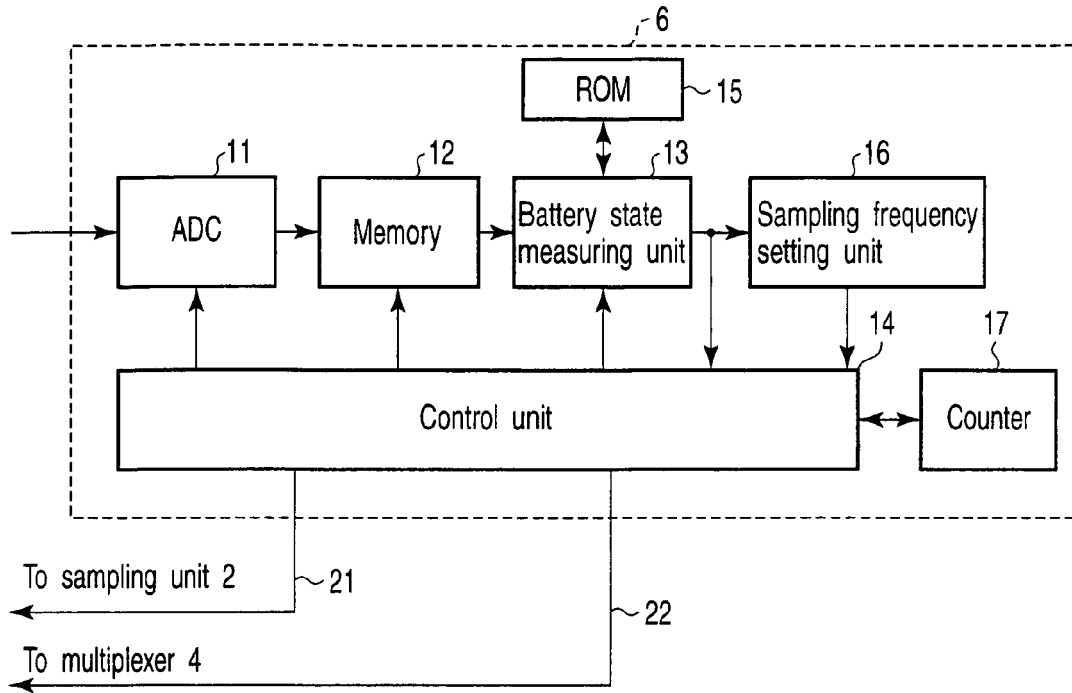 6
ROM
15
11
12
13
16
ADC
Memory
Battery state
measuring unit
Sampling frequency
setting unit
14
17
Control unit
Counter
To sampling unit 2
21
22
To multiplexer 4